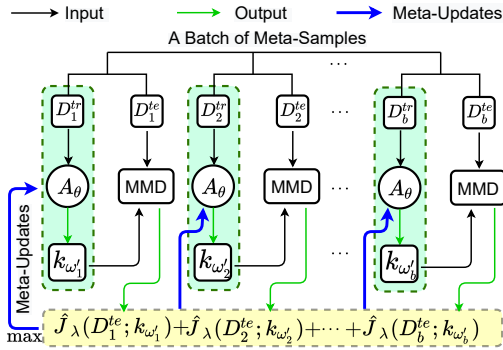 Input Output Meta-Updates
A Batch of Meta-Samples
...
D_1^{tr} D_1^{te} D_2^{tr} D_2^{te} ... D_b^{tr} D_b^{te}
A_θ MMD A_θ MMD ... A_θ MMD
k_{ω'_1} k_{ω'_2} ... k_{ω'_b}
Meta-Updates
max Ĵ_λ(D_1^{te}; k_{ω'_1})+Ĵ_λ(D_2^{te}; k_{ω'_2})+···+Ĵ_λ(D_b^{te}; k_{ω'_b})